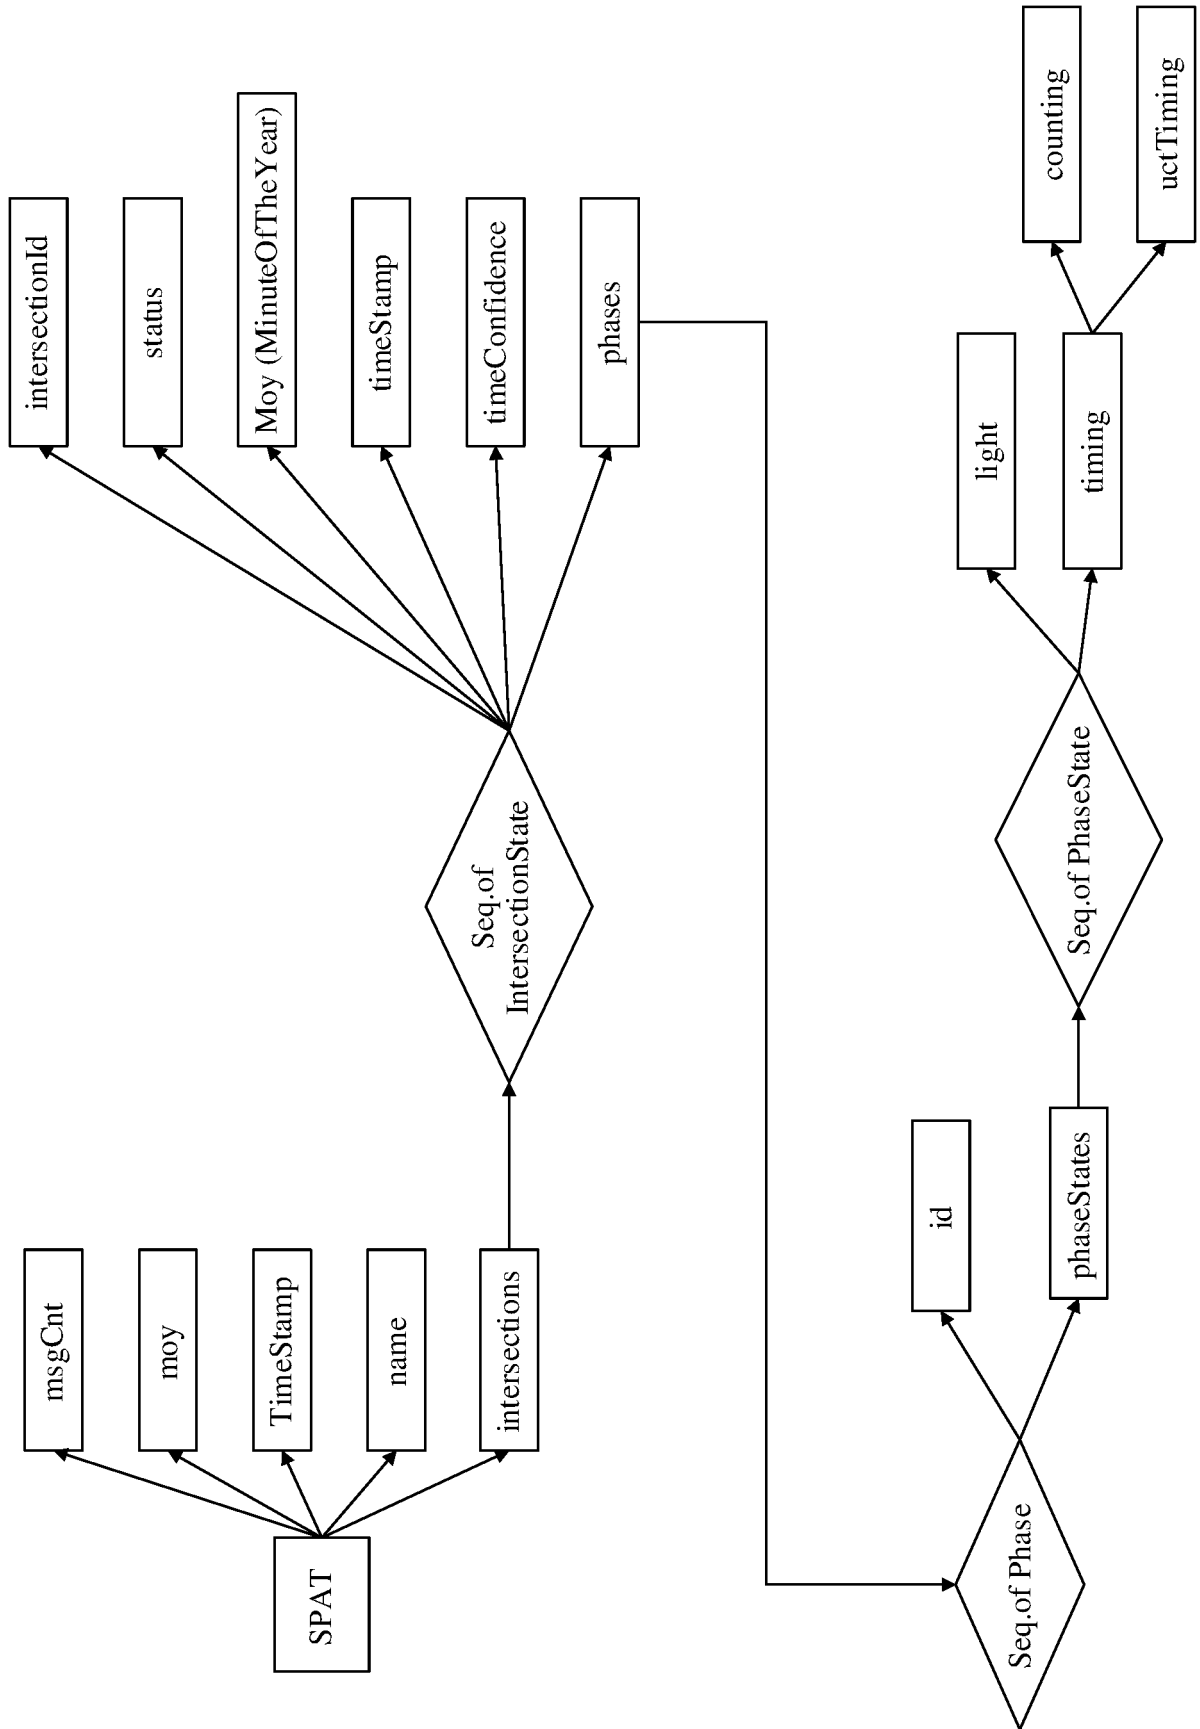 SPAT
msgCnt
moy
TimeStamp
name
intersections
Seq.of
IntersectionState
intersectionId
status
Moy (MinuteOfTheYear)
timeStamp
timeConfidence
phases
Seq.of Phase
id
phaseStates
Seq.of PhaseState
light
timing
counting
uctTiming